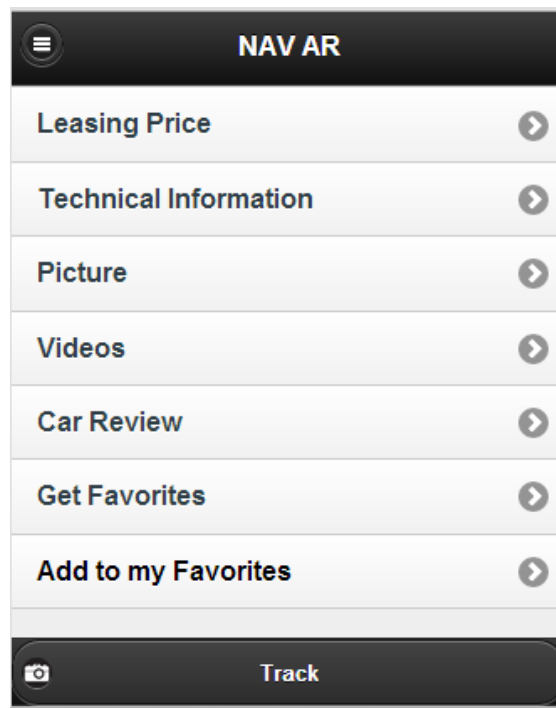 NAV AR
Leasing Price
Technical Information
Picture
Videos
Car Review
Get Favorites
Add to my Favorites
Track